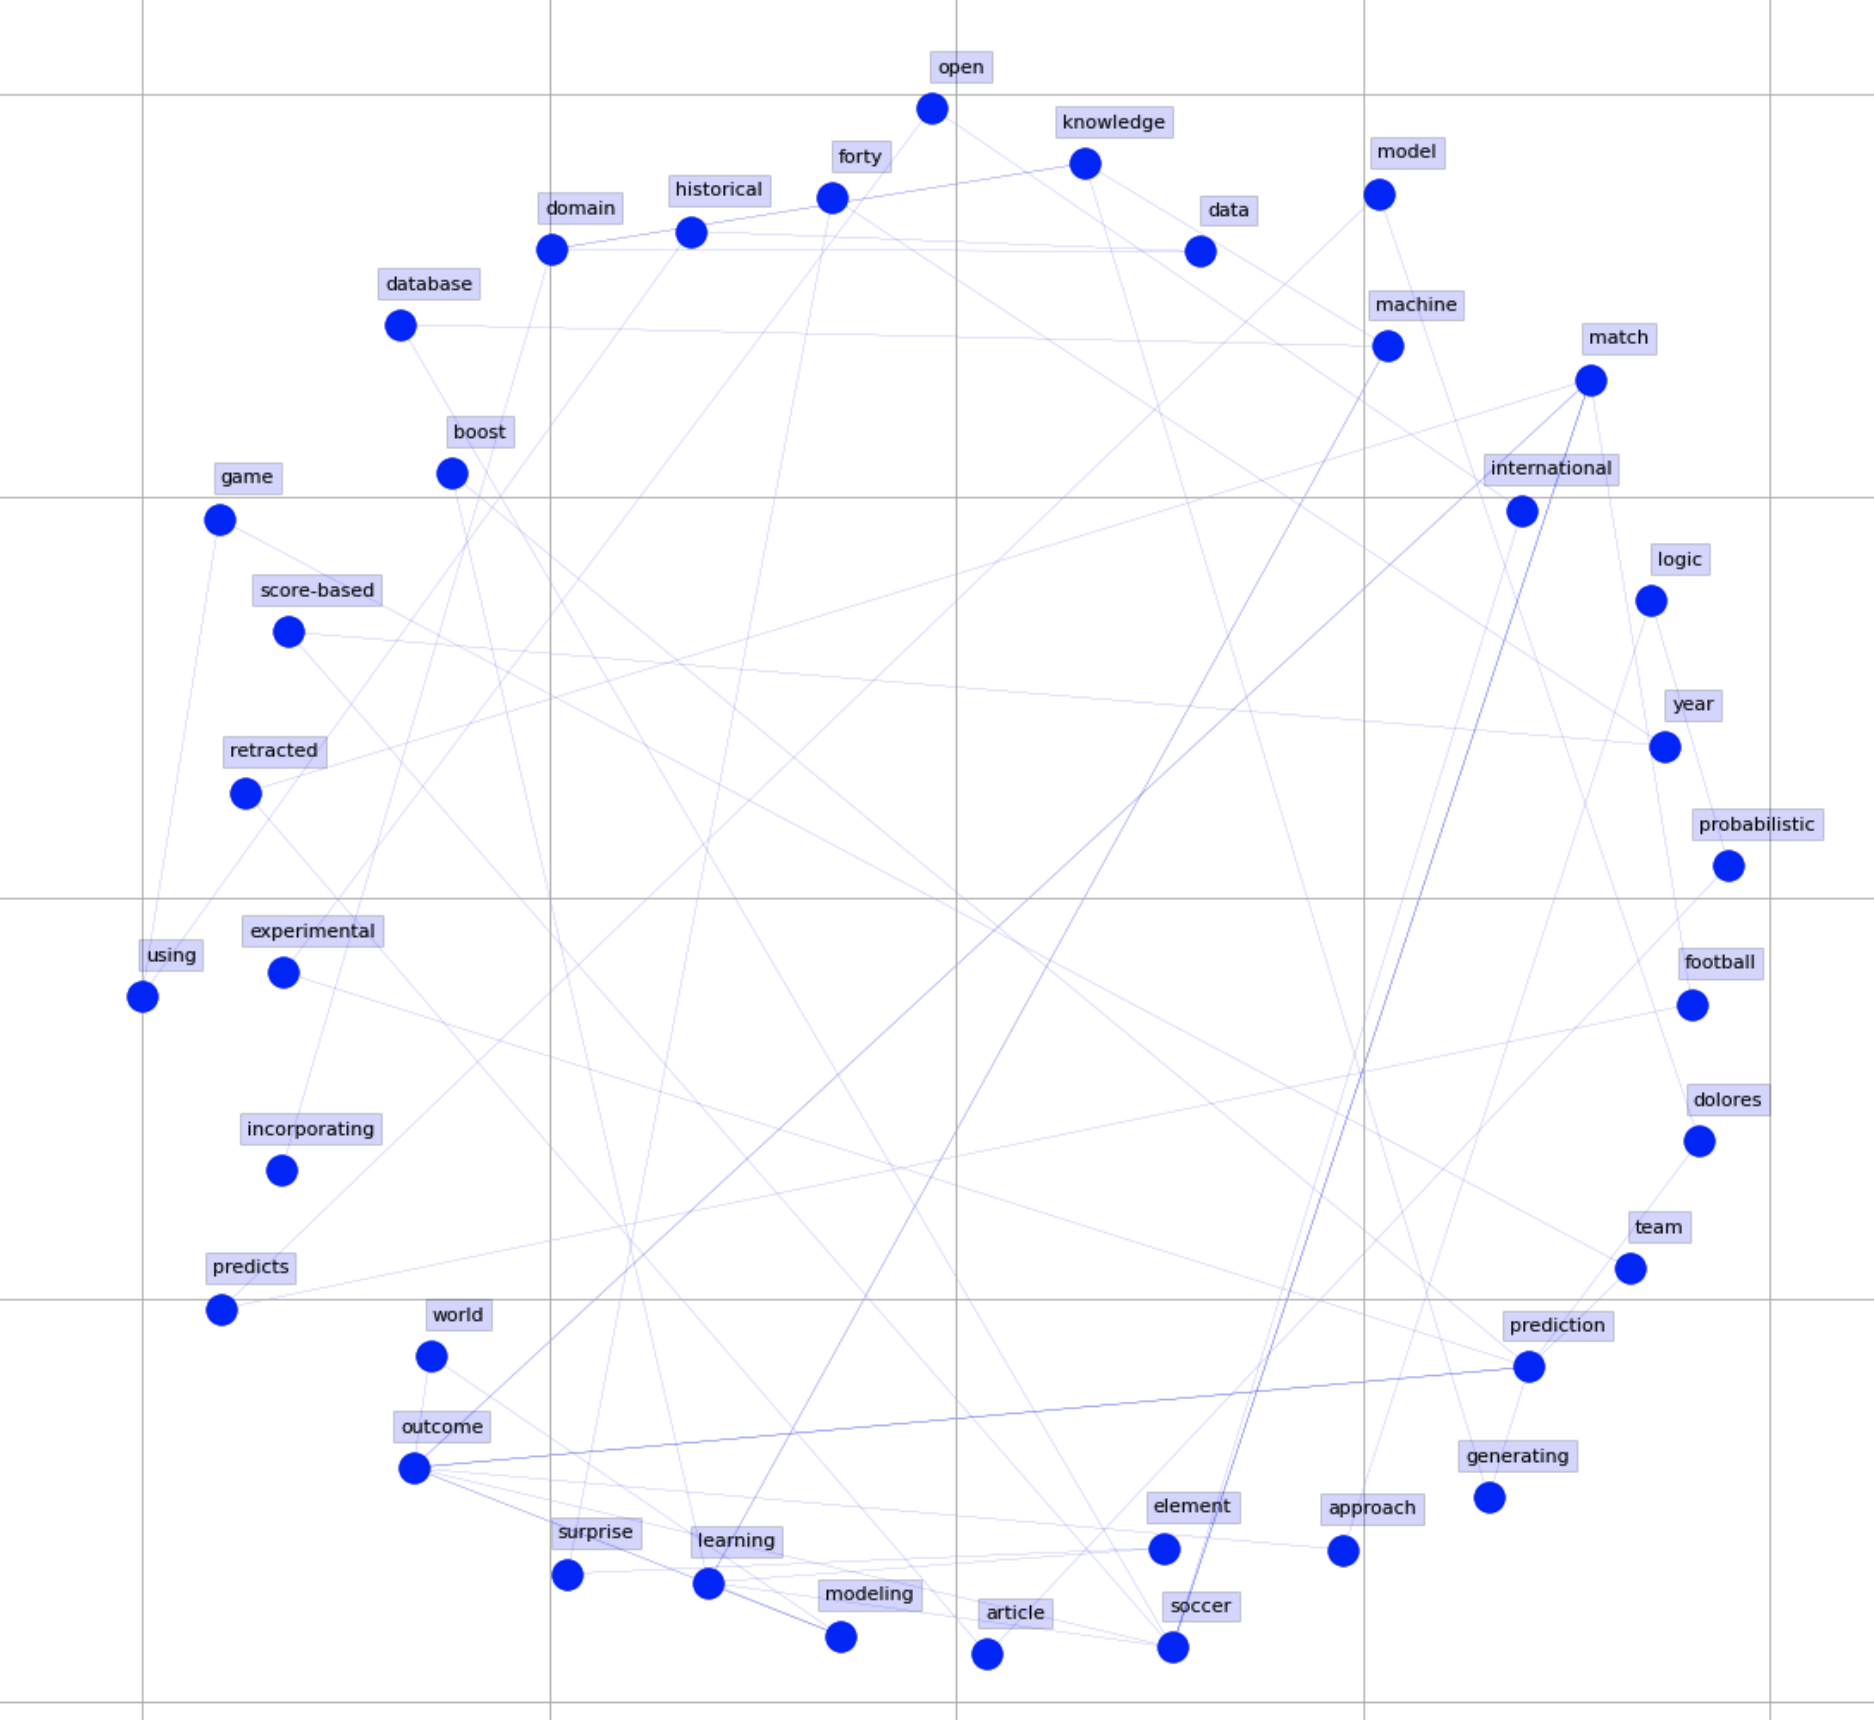 open
knowledge
model
forty
historical
domain
data
database
machine
match
boost
international
game
logic
score-based
year
retracted
probabilistic
experimental
using
football
dolores
incorporating
team
predicts
world
prediction
outcome
generating
element
approach
surprise
learning
modeling
soccer
article